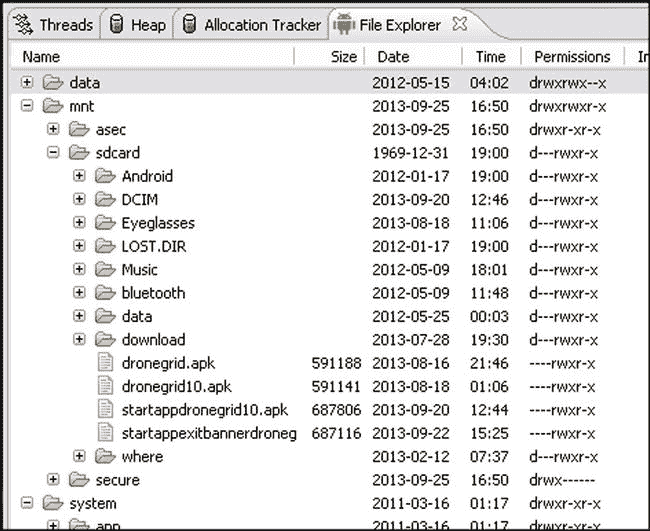 Threads Heap Allocation Tracker File Explorer
Name Size Date Time Permissions In
data 2012-05-15 04:02 drwxrwx--x
mnt 2013-09-25 16:50 drwxrwxr-x
asec 2013-09-25 16:50 drwxr-xr-x
sdcard 1969-12-31 19:00 d---rwxr-x
Android 2012-01-17 19:00 d---rwxr-x
DCIM 2013-09-20 12:46 d---rwxr-x
Eyeglasses 2013-08-18 11:06 d---rwxr-x
LOST.DIR 2012-01-17 19:00 d---rwxr-x
Music 2012-05-09 18:01 d---rwxr-x
bluetooth 2012-05-09 11:48 d---rwxr-x
data 2012-05-25 00:03 d---rwxr-x
download 2013-07-28 19:30 d---rwxr-x
dronegrid.apk 591188 2013-08-16 21:46 ----rwxr-x
dronegrid10.apk 591141 2013-08-18 01:06 ----rwxr-x
startappdronegrid10.apk 687806 2013-09-20 12:44 ----rwxr-x
startappexitbannerdroneg 687116 2013-09-22 15:25 ----rwxr-x
where 2013-02-12 07:37 d---rwxr-x
secure 2013-09-25 16:50 drwx------
system 2011-03-16 01:17 drwxr-xr-x
app 2011-03-16 01:17 drwxr-xr-x